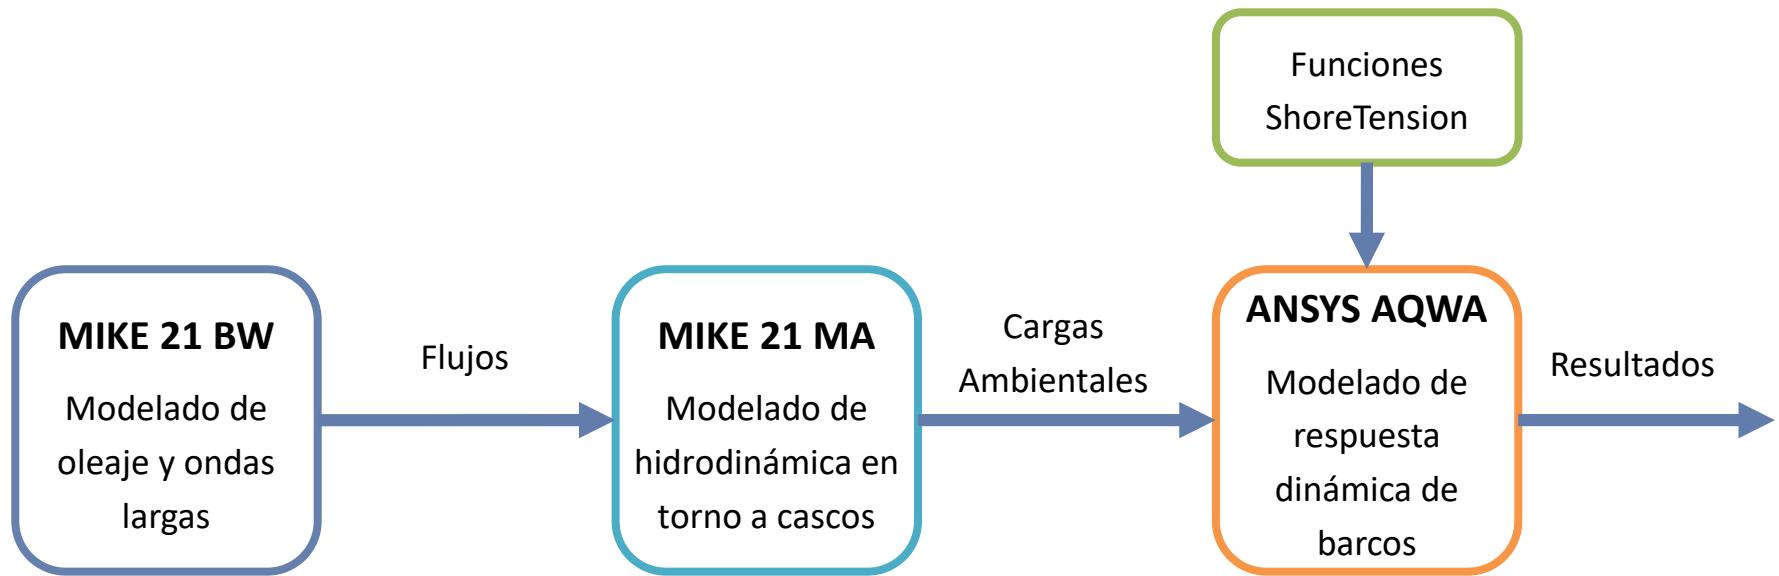 Funciones
ShoreTension
MIKE 21 BW
Modelado de
oleaje y ondas
largas
Flujos
MIKE 21 MA
Modelado de
hidrodinámica en
torno a cascos
Cargas
Ambientales
ANSYS AQWA
Modelado de
respuesta
dinámica de
barcos
Resultados